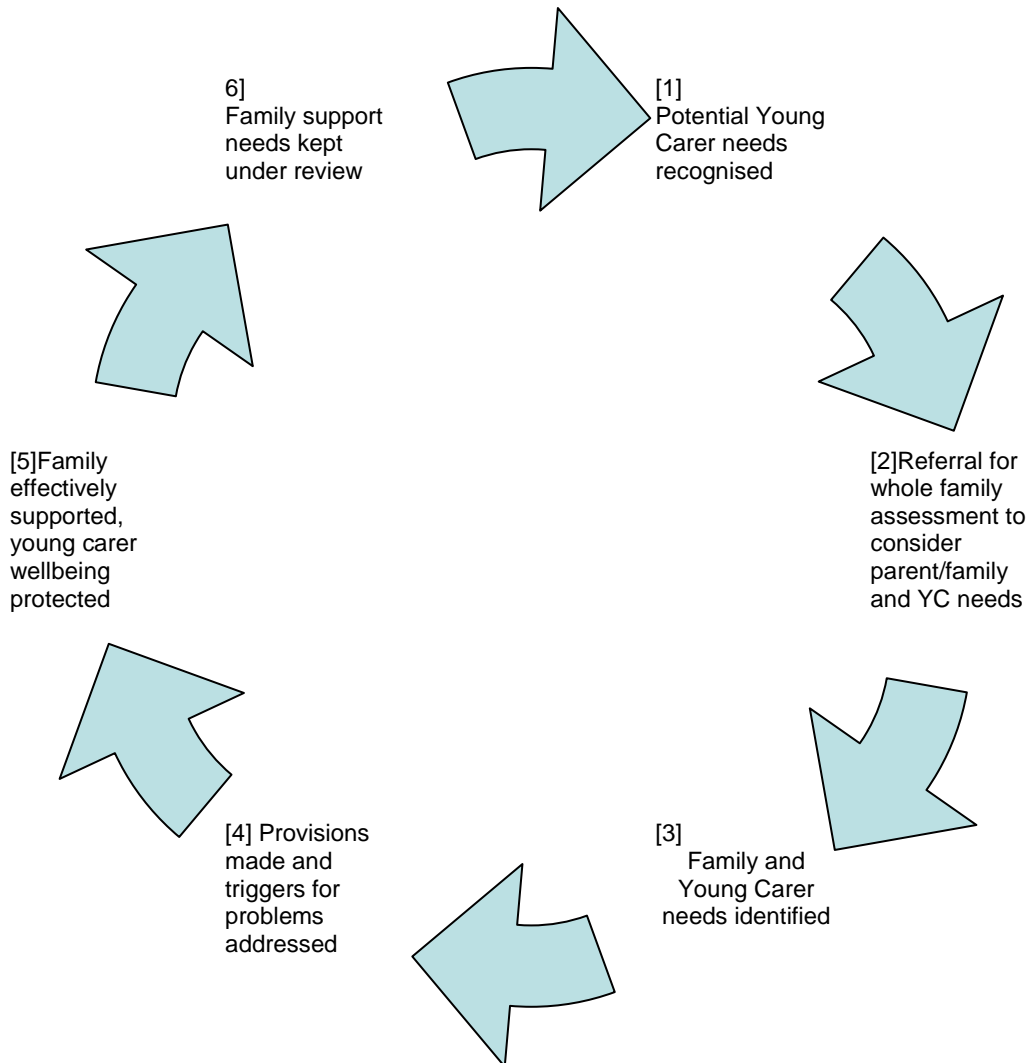 6]
Family support
needs kept
under review
[1]
Potential Young
Carer needs
recognised
[2]Referral for
whole family
assessment to
consider
parent/family
and YC needs
[3]
Family and
Young Carer
needs identified
[4] Provisions
made and
triggers for
problems
addressed
[5]Family
effectively
supported,
young carer
wellbeing
protected